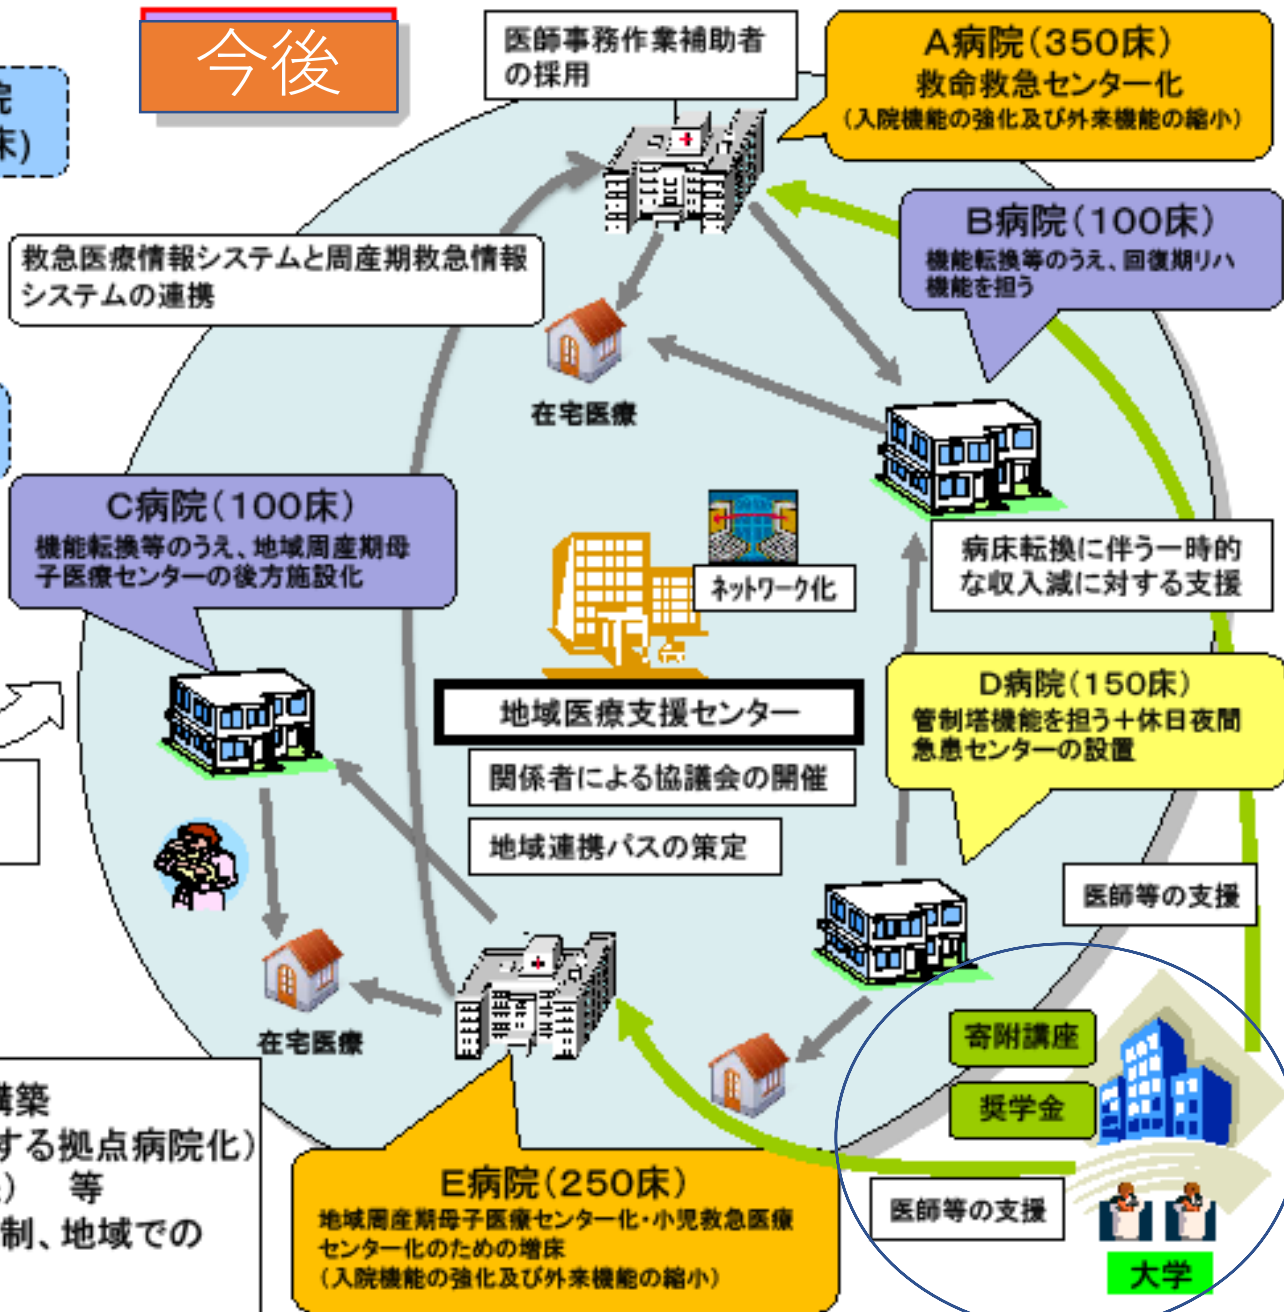 今後
院
床)
医師事務作業補助者
の採用
A病院(350床)
救命救急センター化
(入院機能の強化及び外来機能の縮小)
B病院(100床)
機能転換等のうえ、回復期リハ
機能を担う
救急医療情報システムと周産期救急情報
システムの連携
在宅医療
C病院(100床)
機能転換等のうえ、地域周産期母
子医療センターの後方施設化
ネットワーク化
病床転換に伴う一時的
な収入減に対する支援
地域医療支援センター
関係者による協議会の開催
地域連携パスの策定
D病院(150床)
管制塔機能を担う+休日夜間
急患センターの設置
医師等の支援
在宅医療
寄附講座
奨学金
構築
する拠点病院化)
) 等
制、地域での
E病院(250床)
地域周産期母子医療センター化・小児救急医療
センター化のための増床
(入院機能の強化及び外来機能の縮小)
医師等の支援
大学